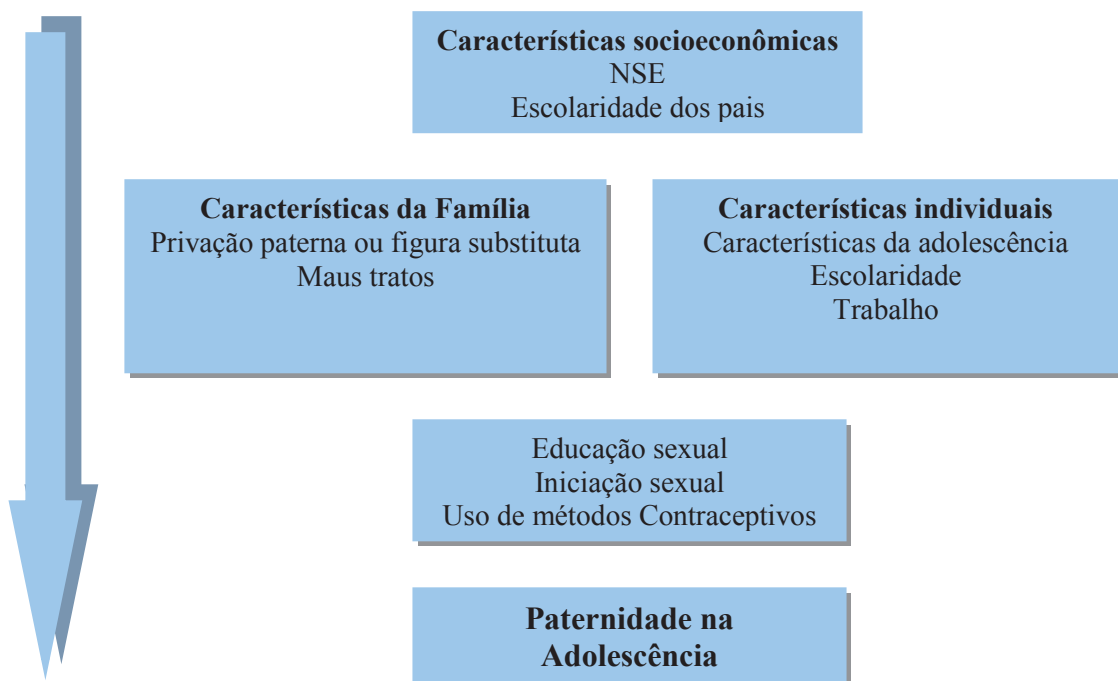 Características socioeconômicas
NSE
Escolaridade dos pais
Características da Família
Privação paterna ou figura substituta
Maus tratos
Características individuais
Características da adolescência
Escolaridade
Trabalho
Educação sexual
Iniciação sexual
Uso de métodos Contraceptivos
Paternidade na
Adolescência